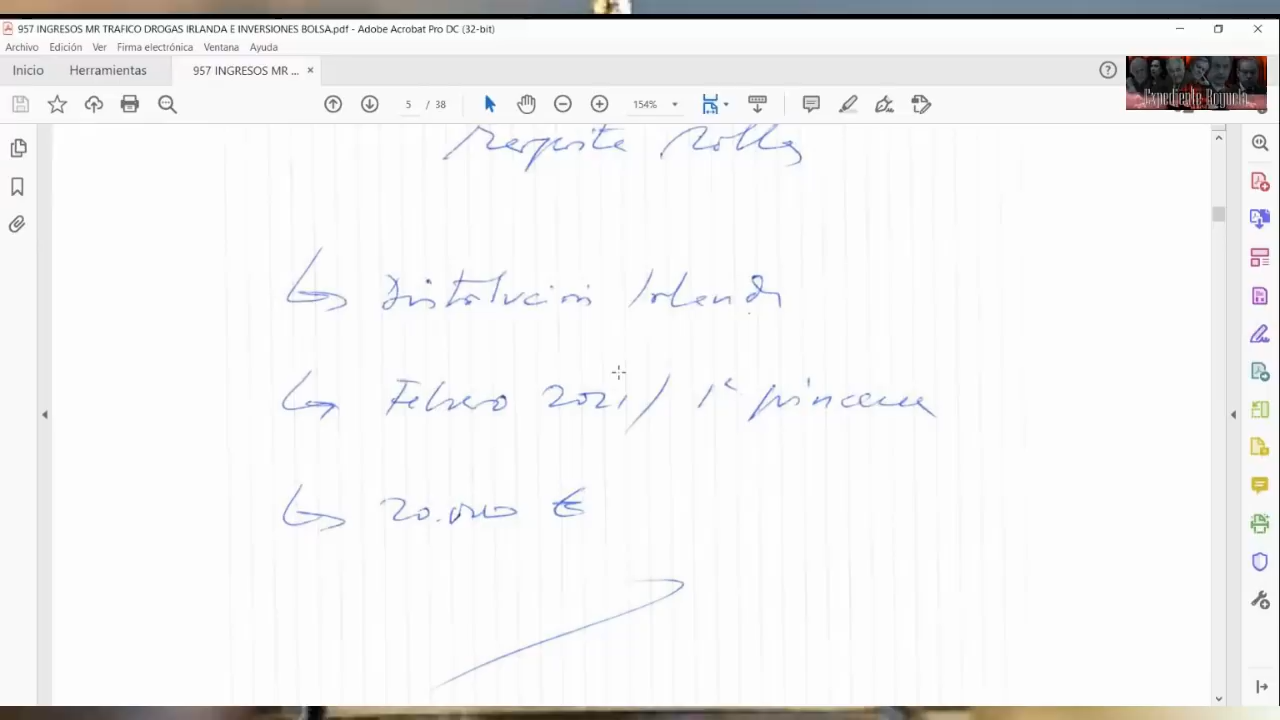 957 INGRESOS MR TRAFICO DROGAS IRLANDA E INVERSIONES BOLSA.pdf - Adobe Acrobat Pro DC (32-bit)
Archivo Edición Ver Firma electrónica Ventana Ayuda
Inicio Herramientas 957 INGRESOS MR ... ×
5 / 38 154%
Expediente Royuela
Distribución Irlanda
Febrero 2021 / 1ª quincena
20.000 €